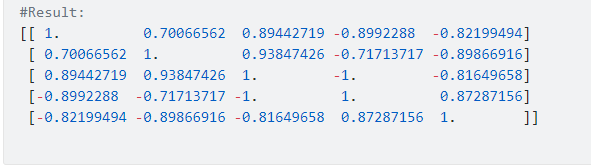 #Result:
[[ 1.          0.70066562  0.89442719 -0.8992288  -0.82199494]
 [ 0.70066562  1.          0.93847426 -0.71713717 -0.89866916]
 [ 0.89442719  0.93847426  1.         -1.         -0.81649658]
 [-0.8992288  -0.71713717 -1.          1.          0.87287156]
 [-0.82199494 -0.89866916 -0.81649658  0.87287156  1.        ]]